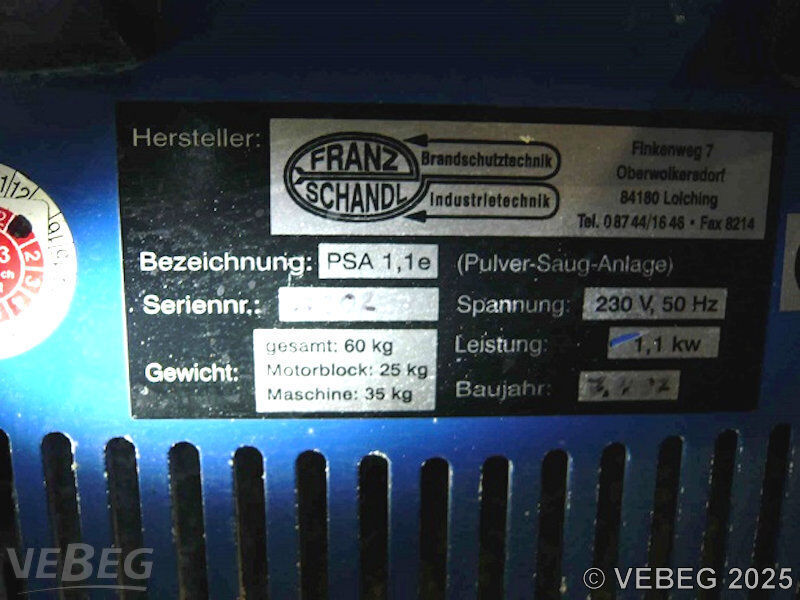 Hersteller:
FRANZ
SCHANDL
Brandschutztechnik
Industrietechnik
Finkenweg 7
Oberwolkersdorf
84180 Loiching
Tel. 0 87 44/16 46 • Fax 8214
Bezeichnung: PSA 1,1e (Pulver-Saug-Anlage)
Seriennr.:
Spannung: 230 V, 50 Hz
Gewicht:
gesamt: 60 kg
Motorblock: 25 kg
Maschine: 35 kg
Leistung: 1,1 kw
Baujahr:
VEBEG
© VEBEG 2025